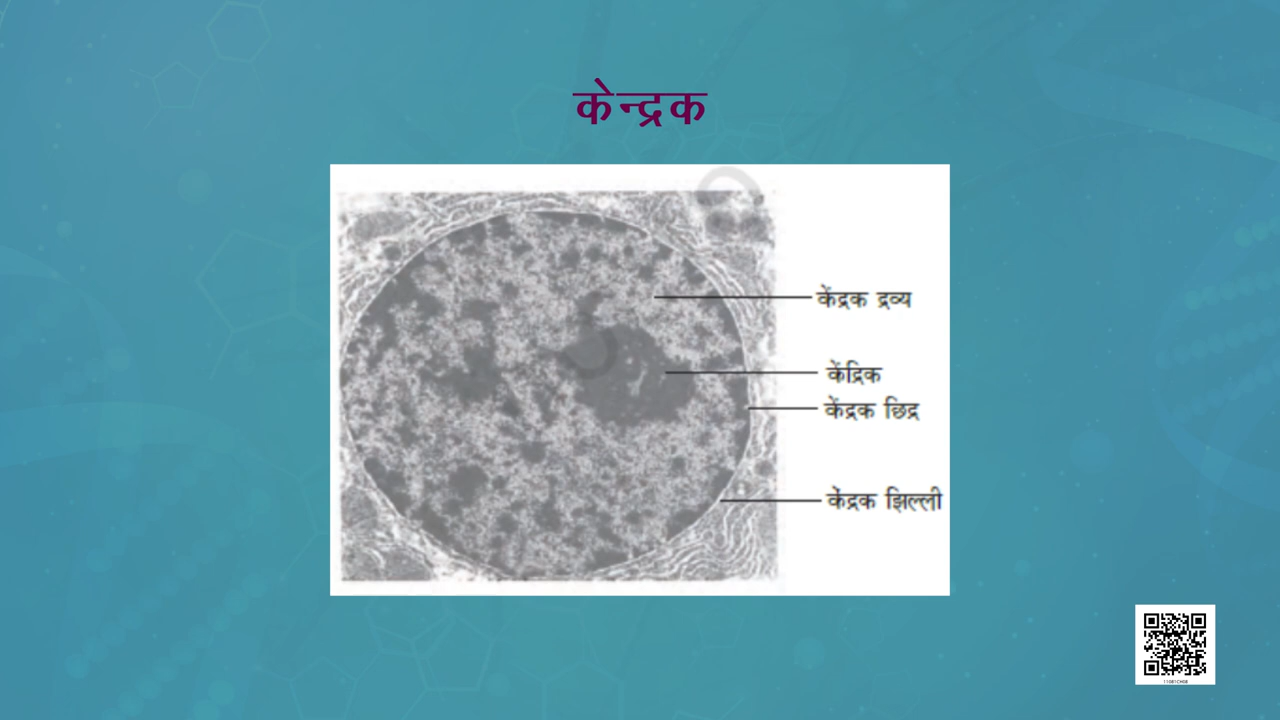 केन्द्रक
केंद्रक द्रव्य
केंद्रिक
केंद्रक छिद्र
केंद्रक झिल्ली